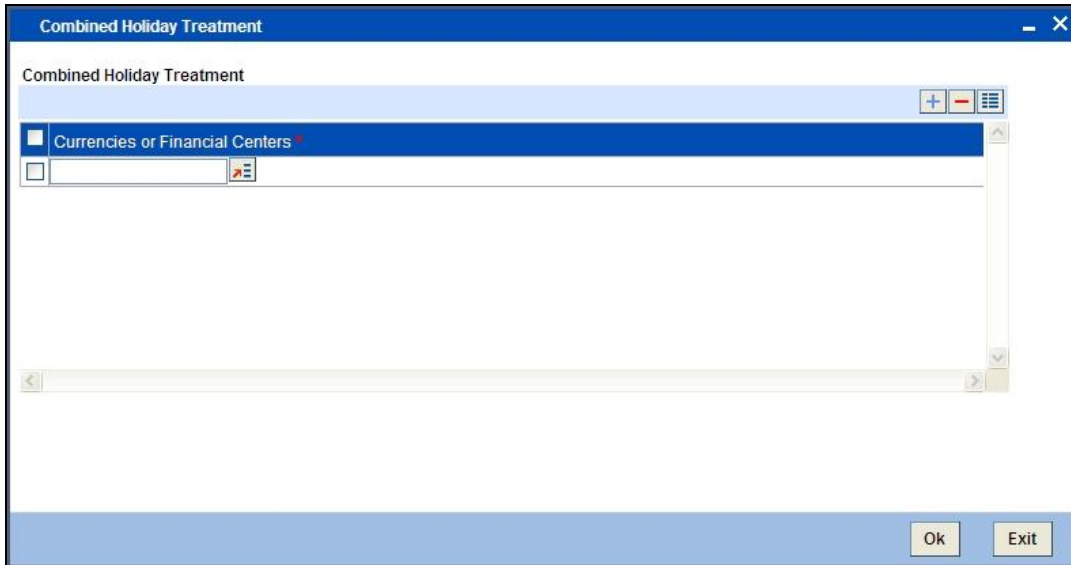 Combined Holiday Treatment
Combined Holiday Treatment
Currencies or Financial Centers *
Ok
Exit